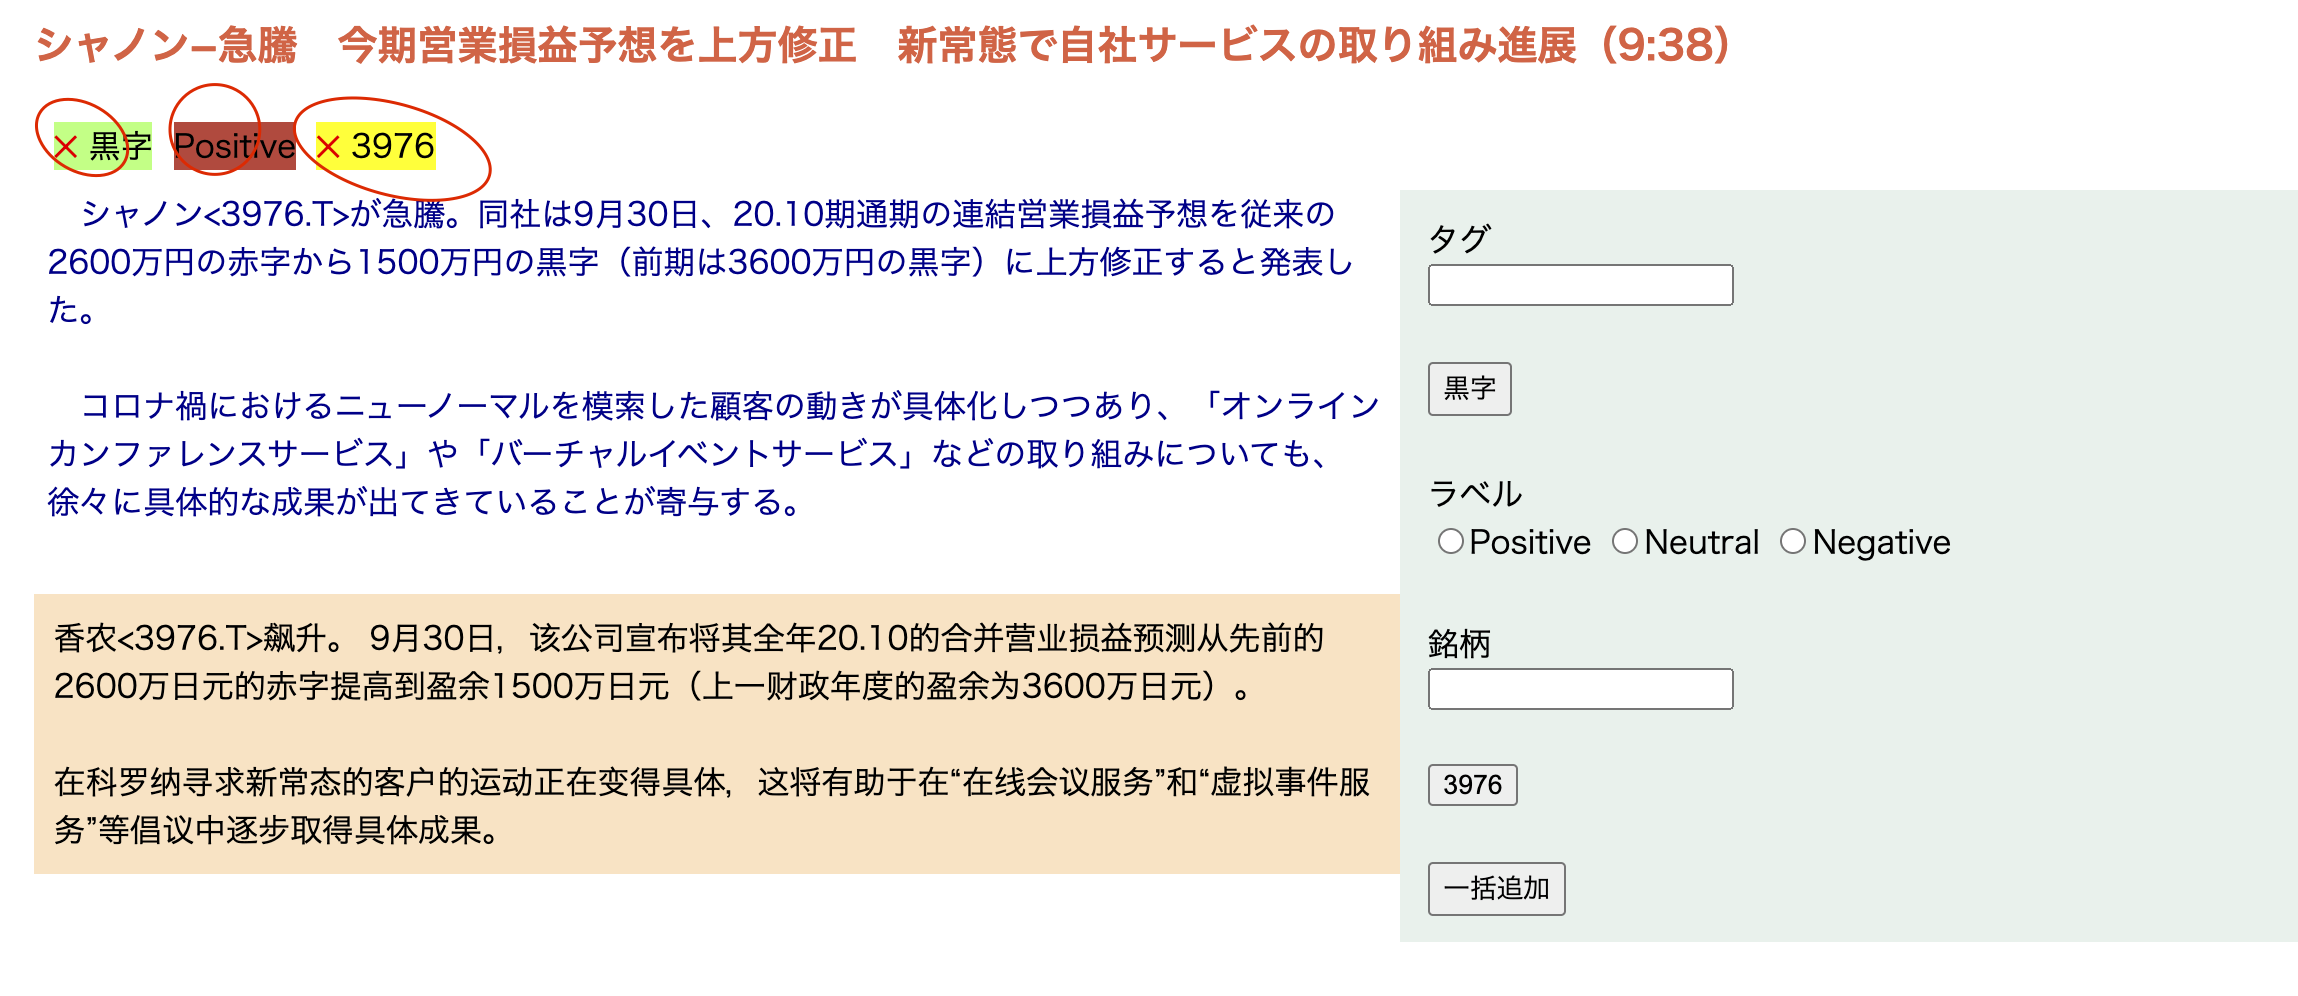 シャノン–急騰　今期営業損益予想を上方修正　新常態で自社サービスの取り組み進展（9:38）
× 黒字 Positive × 3976
シャノン<3976.T>が急騰。同社は9月30日、20.10期通期の連結営業損益予想を従来の
2600万円の赤字から1500万円の黒字（前期は3600万円の黒字）に上方修正すると発表し
た。
コロナ禍におけるニューノーマルを模索した顧客の動きが具体化しつつあり、「オンライン
カンファレンスサービス」や「バーチャルイベントサービス」などの取り組みについても、
徐々に具体的な成果が出てきていることが寄与する。
香农<3976.T>飙升。 9月30日，该公司宣布将其全年20.10的合并营业损益预测从先前的
2600万日元的赤字提高到盈余1500万日元（上一财政年度的盈余为3600万日元）。
在科罗纳寻求新常态的客户的运动正在变得具体，这将有助于在“在线会议服务”和“虚拟事件服
务”等倡议中逐步取得具体成果。
タグ
黒字
ラベル
Positive Neutral Negative
銘柄
3976
一括追加